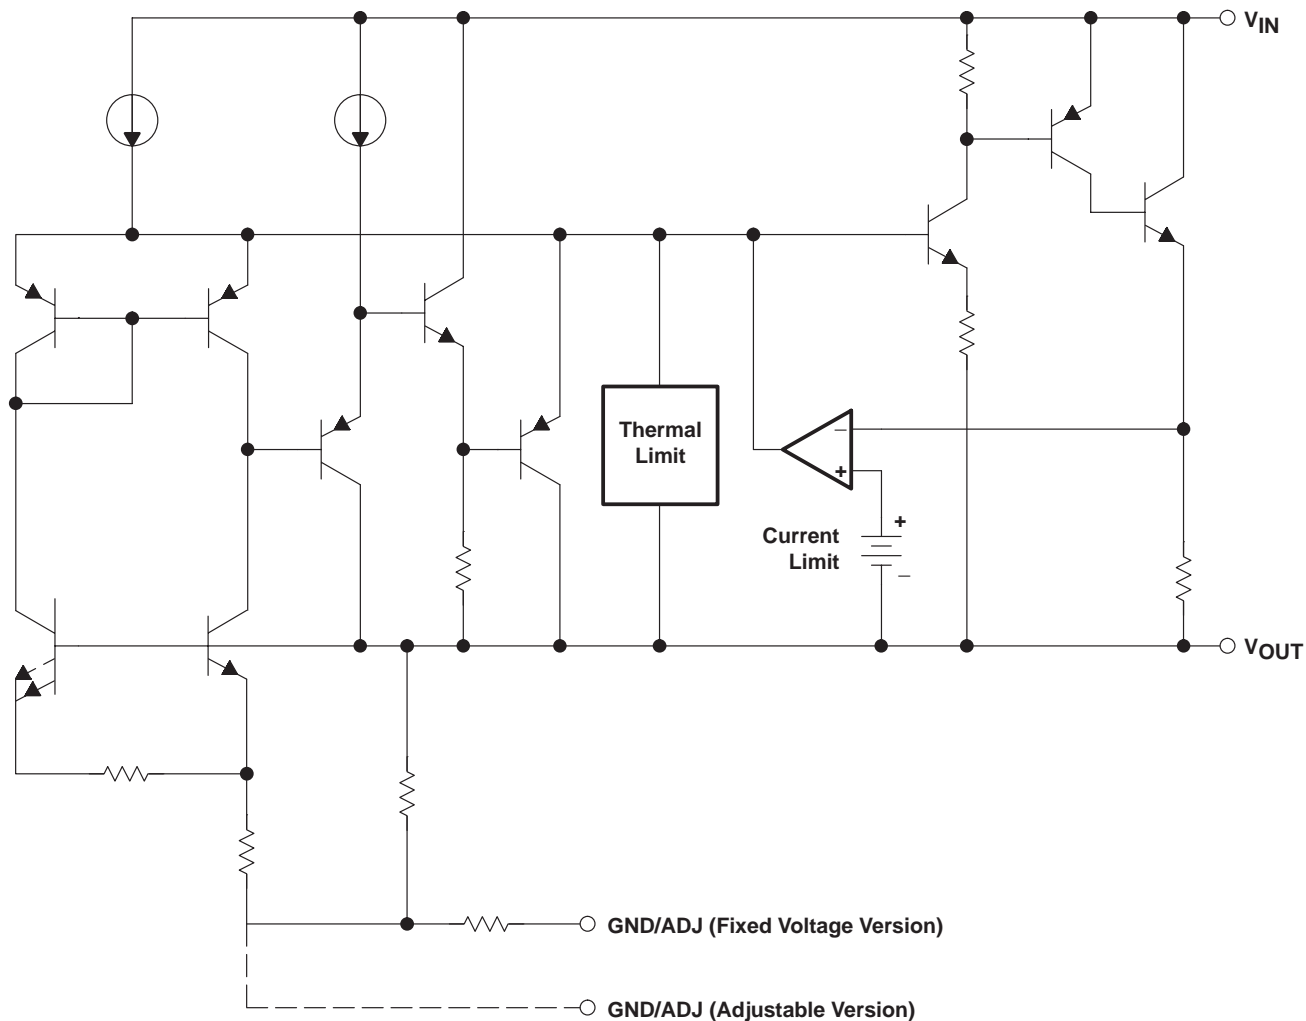 VIN
Thermal
Limit
−
+
Current
Limit
+
−
VOUT
GND/ADJ (Fixed Voltage Version)
GND/ADJ (Adjustable Version)